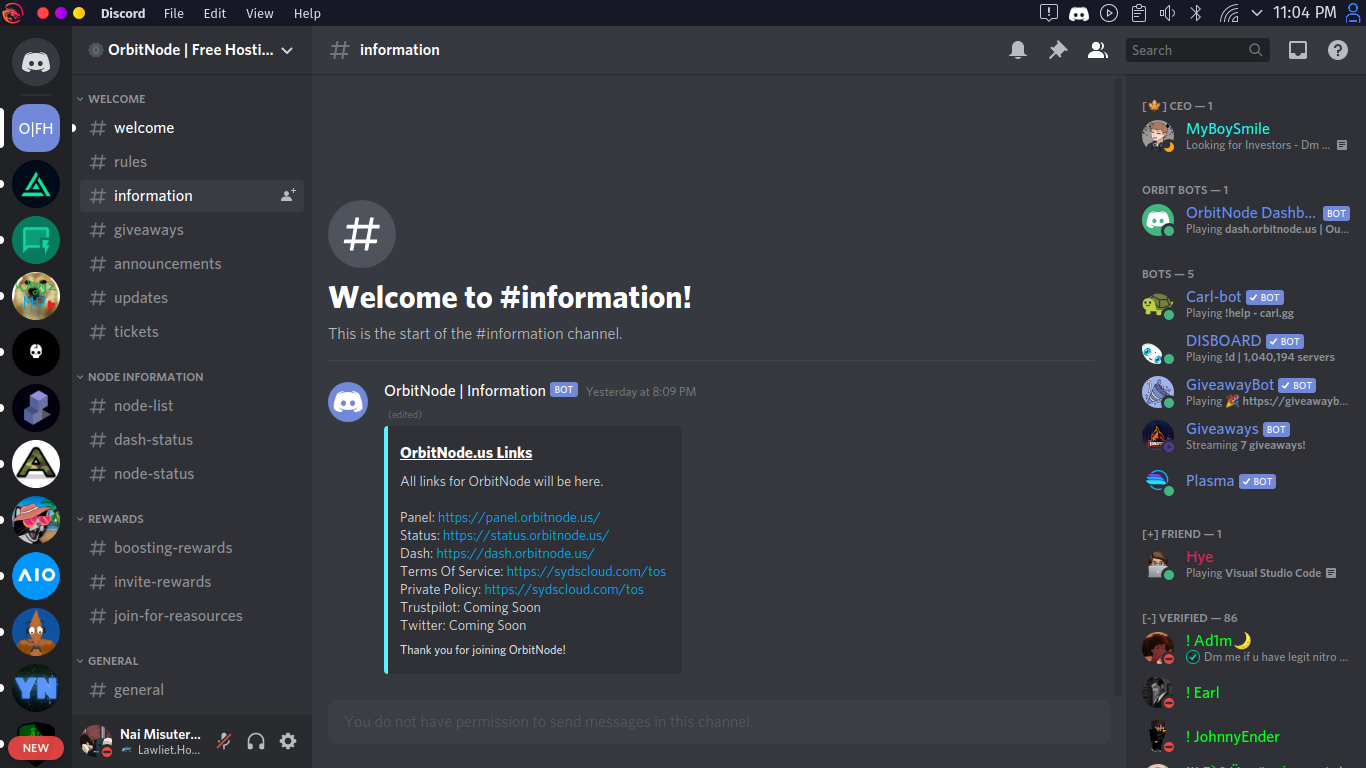 Discord File Edit View Help 11:04 PM
OrbitNode | Free Hosti...
information
Search
O|FH
AIO
YN
NEW
WELCOME
welcome
rules
information
giveaways
announcements
updates
tickets
NODE INFORMATION
node-list
dash-status
node-status
REWARDS
boosting-rewards
invite-rewards
join-for-reasources
GENERAL
general
Nai Misuter...
Lawliet.Ho...
Welcome to #information!
This is the start of the #information channel.
OrbitNode | Information BOT Yesterday at 8:09 PM
(edited)
OrbitNode.us Links
All links for OrbitNode will be here.
Panel: https://panel.orbitnode.us/
Status: https://status.orbitnode.us/
Dash: https://dash.orbitnode.us/
Terms Of Service: https://sydscloud.com/tos
Private Policy: https://sydscloud.com/tos
Trustpilot: Coming Soon
Twitter: Coming Soon
Thank you for joining OrbitNode!
You do not have permission to send messages in this channel.
[🍁] CEO — 1
MyBoySmile
Looking for Investors - Dm ...
ORBIT BOTS — 1
OrbitNode Dashb... BOT
Playing dash.orbitnode.us | Ou...
BOTS — 5
Carl-bot ✓ BOT
Playing !help - carl.gg
DISBOARD ✓ BOT
Playing !d | 1,040,194 servers
GiveawayBot ✓ BOT
Playing 🎉 https://giveawayb...
Giveaways BOT
Streaming 7 giveaways!
Plasma ✓ BOT
[+] FRIEND — 1
Hye
Playing Visual Studio Code
[-] VERIFIED — 86
! Ad1m🌙
Dm me if u have legit nitro ...
! Earl
! JohnnyEnder